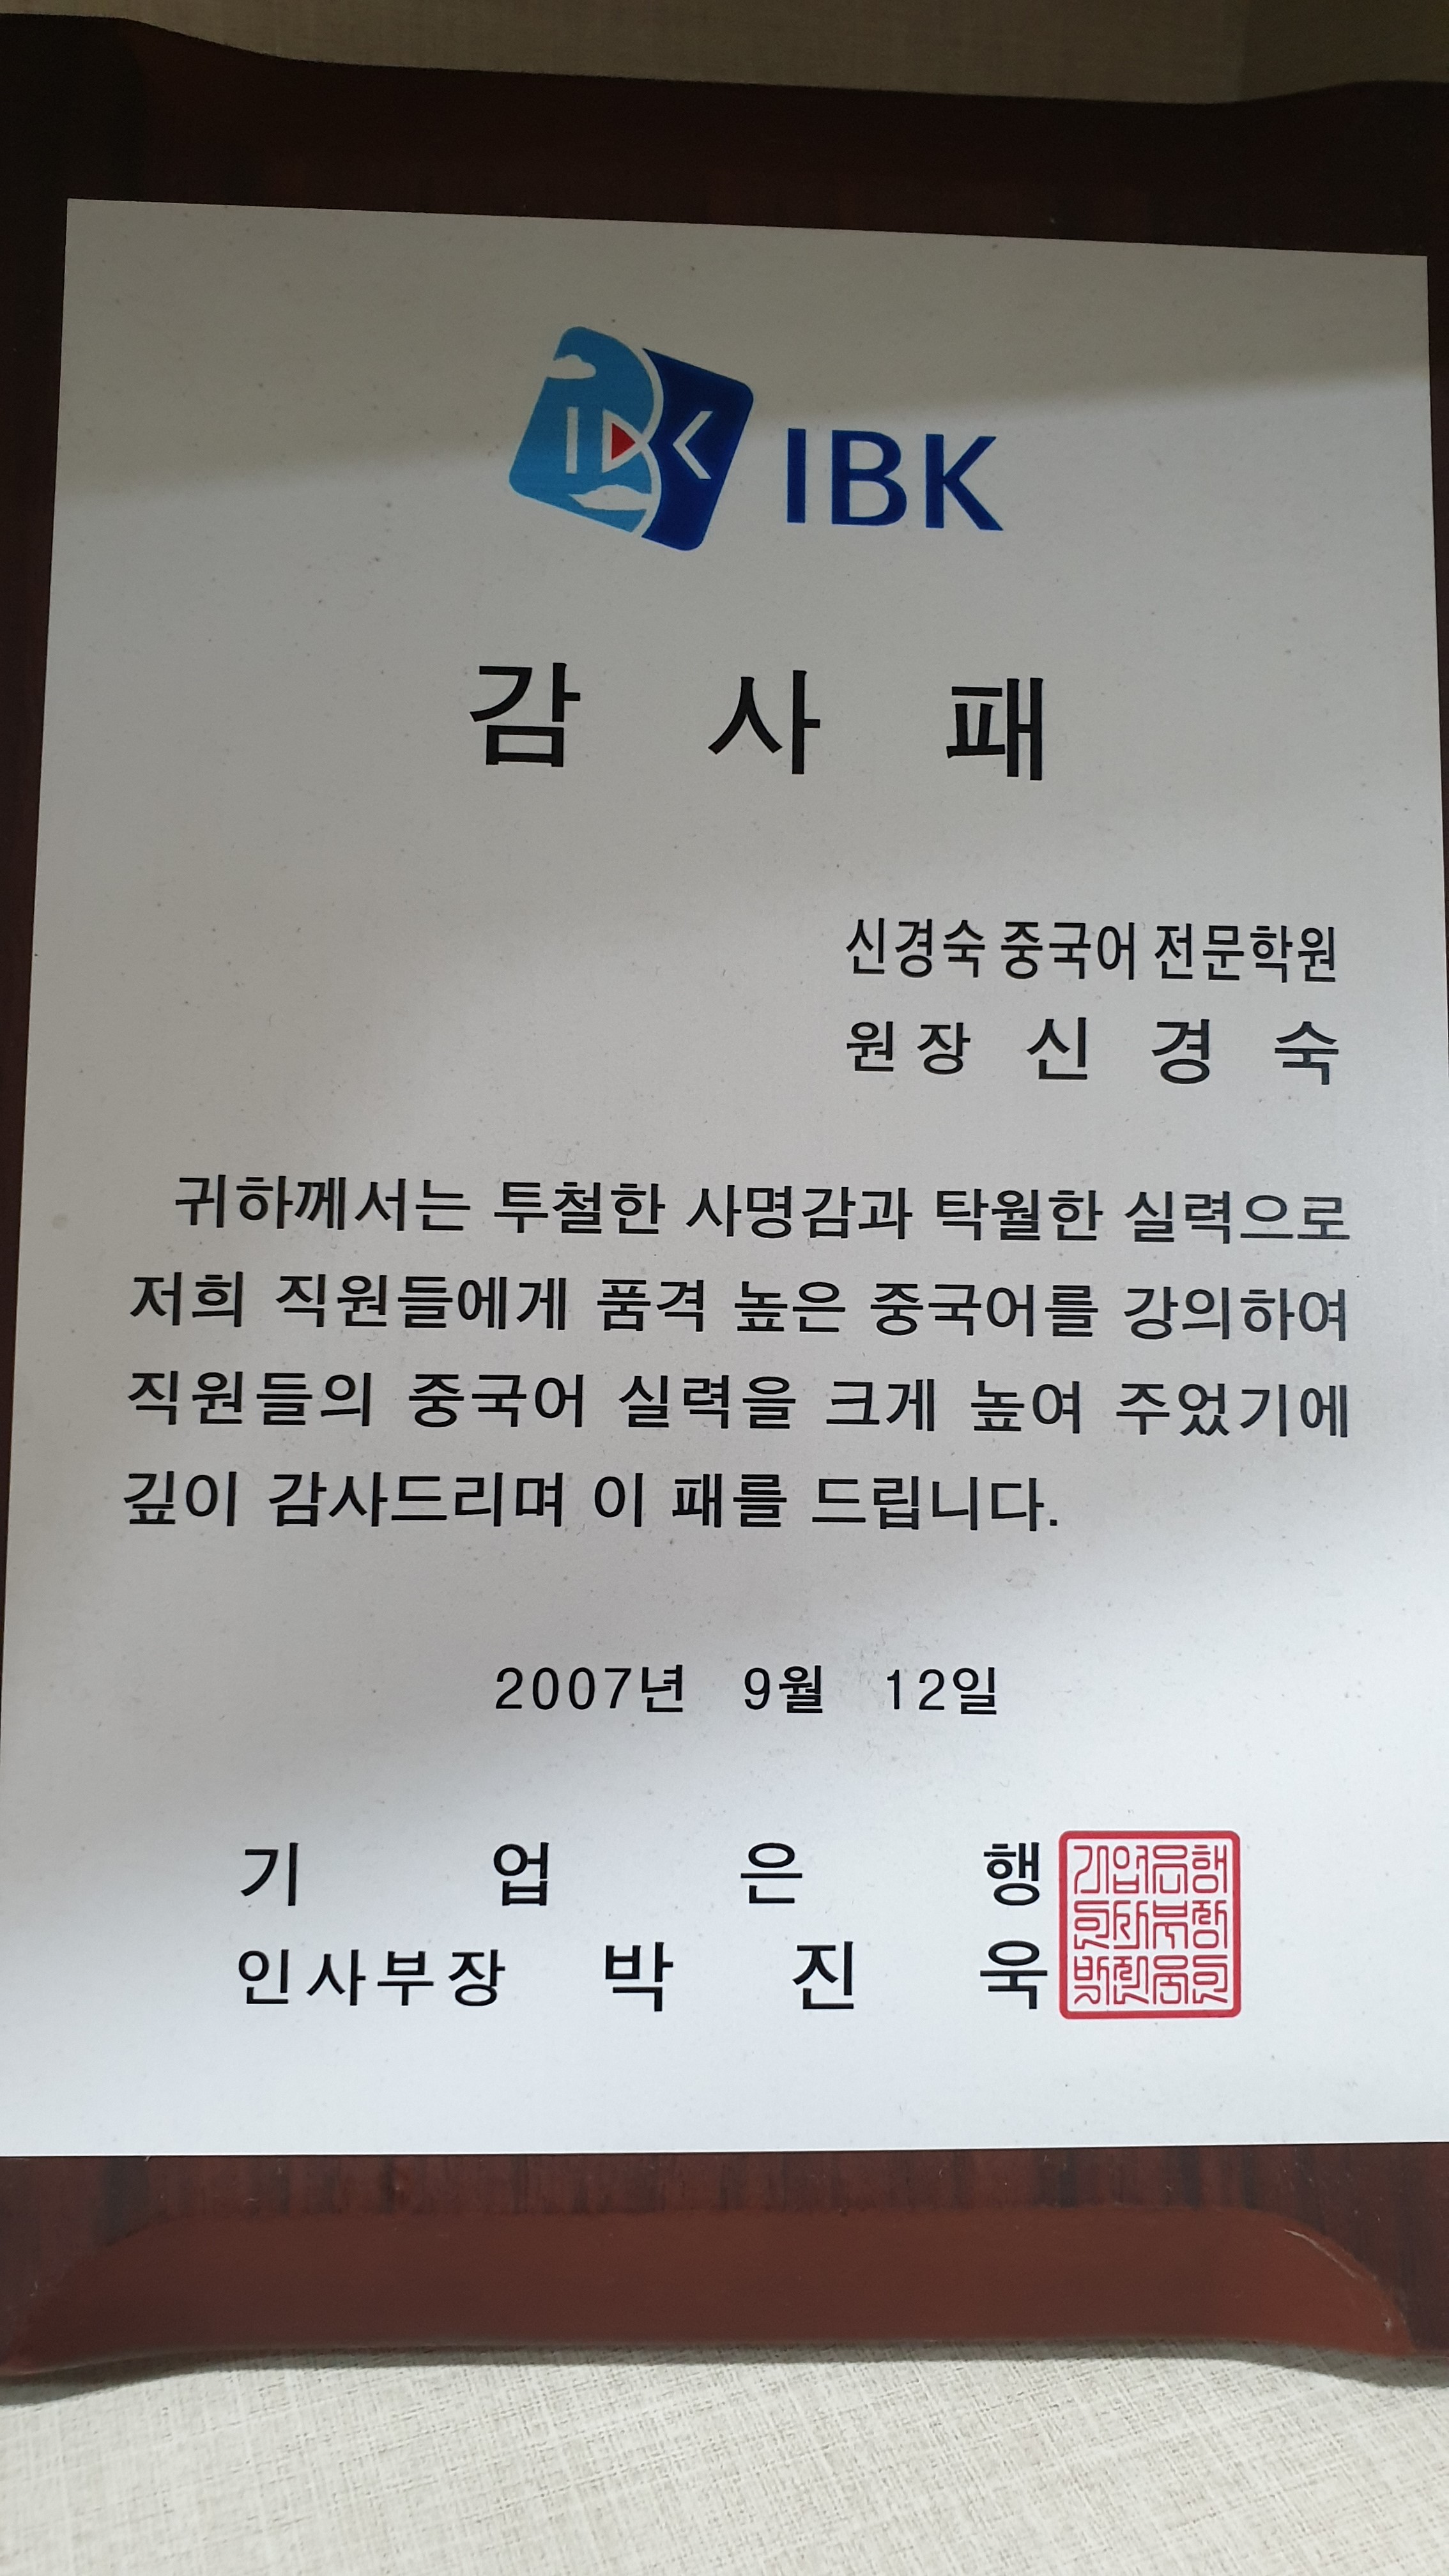 IBK
감 사 패
신경숙 중국어 전문학원
원장 신 경 숙
귀하께서는 투철한 사명감과 탁월한 실력으로
저희 직원들에게 품격 높은 중국어를 강의하여
직원들의 중국어 실력을 크게 높여 주었기에
깊이 감사드리며 이 패를 드립니다.
2007년 9월 12일
기 업 은 행
인사부장 박 진 욱